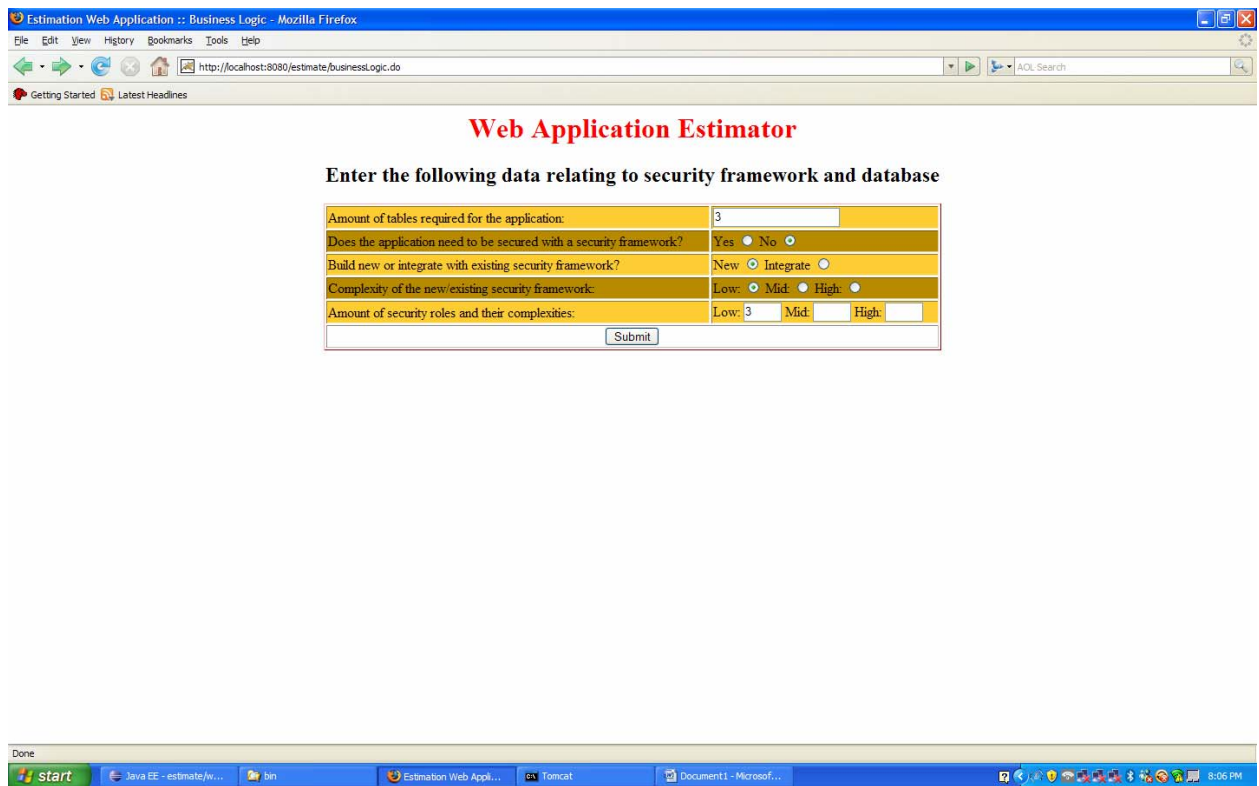 Estimation Web Application :: Business Logic - Mozilla Firefox
File Edit View History Bookmarks Tools Help
http://localhost:8080/estimate/businessLogic.do
AOL Search
Getting Started Latest Headlines
Web Application Estimator
Enter the following data relating to security framework and database
Amount of tables required for the application: 3
Does the application need to be secured with a security framework? Yes No
Build new or integrate with existing security framework? New Integrate
Complexity of the new/existing security framework: Low: Mid: High:
Amount of security roles and their complexities: Low: 3 Mid: High:
Submit
Done
start Java EE - estimate/w... bin Estimation Web Appli... Tomcat Document1 - Microsof... 8:06 PM